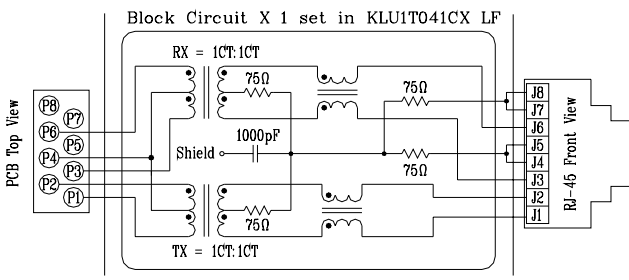 Block Circuit X 1 set in KLU1T041CX LF
RX = 1CT:1CT
75Ω
75Ω
1000pF
Shield
75Ω
75Ω
TX = 1CT:1CT
PCB Top View
P8
P7
P6
P5
P4
P3
P2
P1
J8
J7
J6
J5
J4
J3
J2
J1
RJ-45 Front View